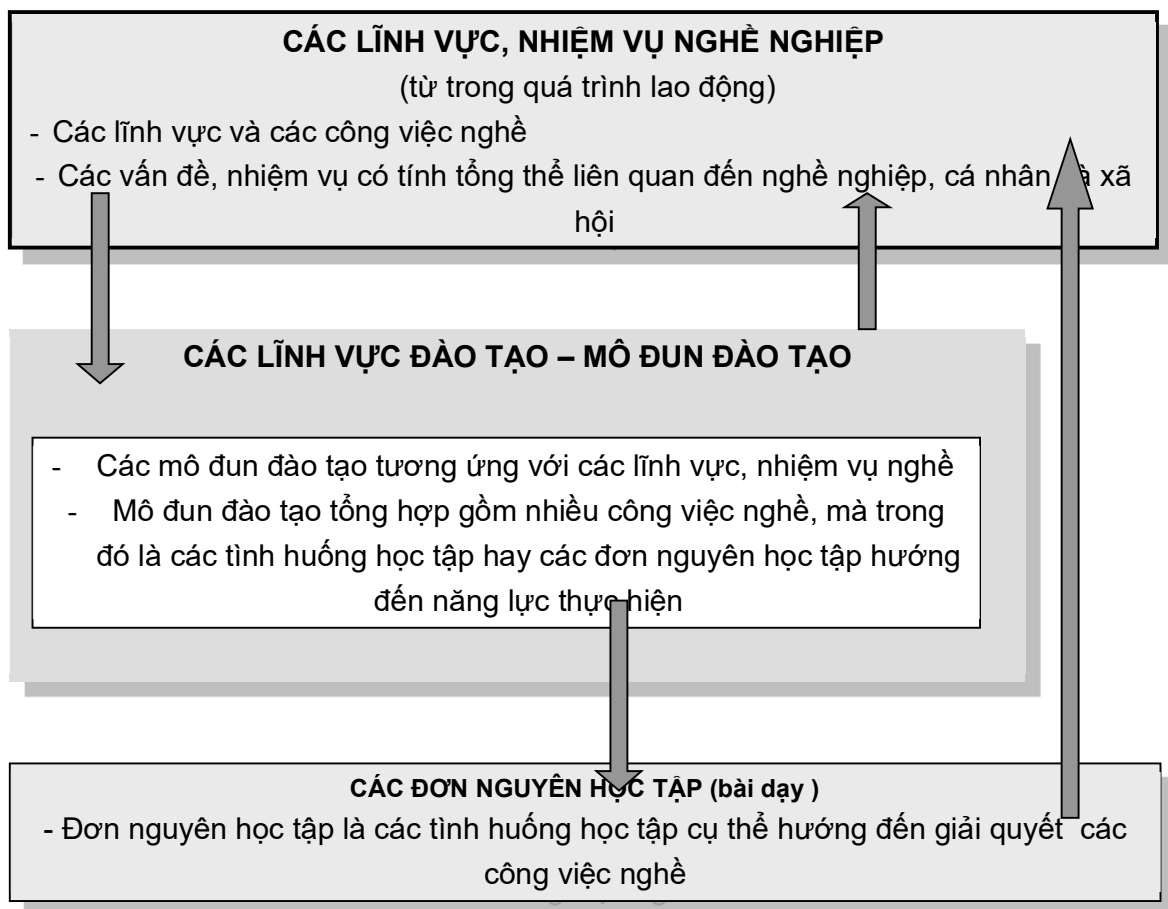 CÁC LĨNH VỰC, NHIỆM VỤ NGHỀ NGHIỆP
(từ trong quá trình lao động)
- Các lĩnh vực và các công việc nghề
- Các vấn đề, nhiệm vụ có tính tổng thể liên quan đến nghề nghiệp, cá nhân và xã
hội
CÁC LĨNH VỰC ĐÀO TẠO – MÔ ĐUN ĐÀO TẠO
- Các mô đun đào tạo tương ứng với các lĩnh vực, nhiệm vụ nghề
- Mô đun đào tạo tổng hợp gồm nhiều công việc nghề, mà trong
đó là các tình huống học tập hay các đơn nguyên học tập hướng
đến năng lực thực hiện
CÁC ĐƠN NGUYÊN HỌC TẬP (bài dạy )
- Đơn nguyên học tập là các tình huống học tập cụ thể hướng đến giải quyết các
công việc nghề